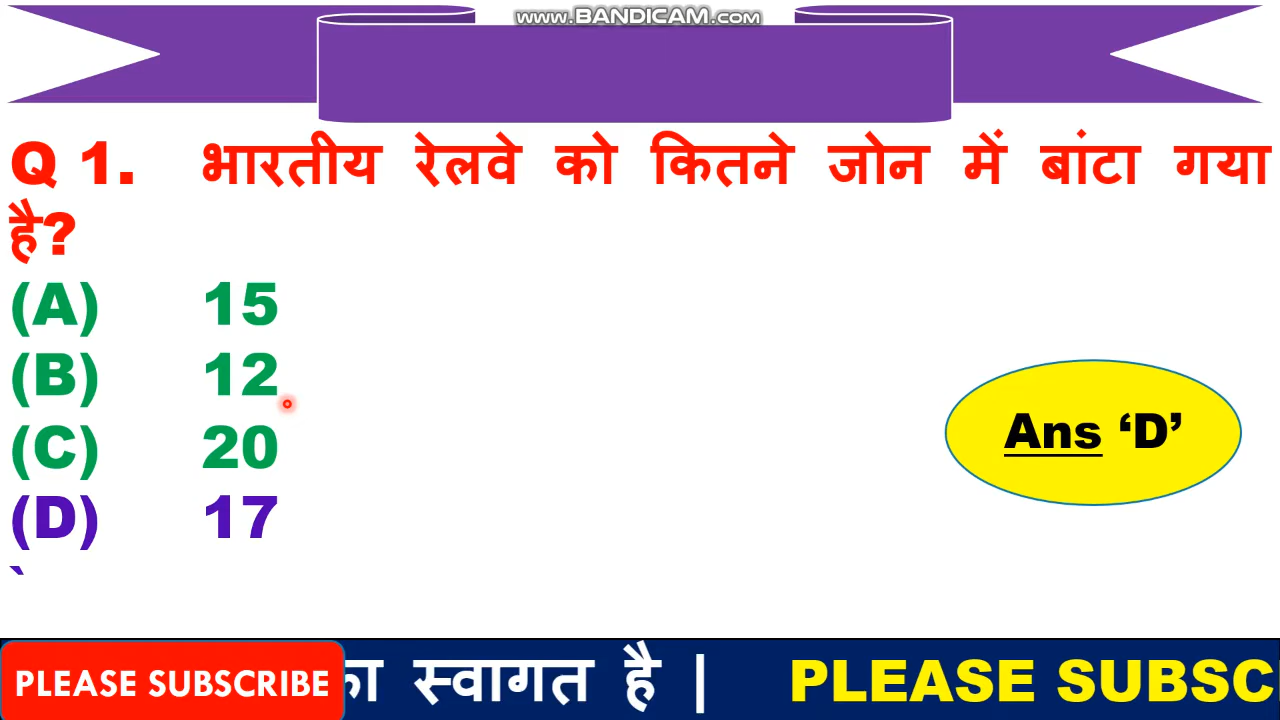 www.BANDICAM.com
Q 1. भारतीय रेलवे को कितने जोन में बांटा गया
है?
(A) 15
(B) 12
(C) 20
(D) 17
`
Ans ‘D’
PLEASE SUBSCRIBE का स्वागत है | PLEASE SUBSC